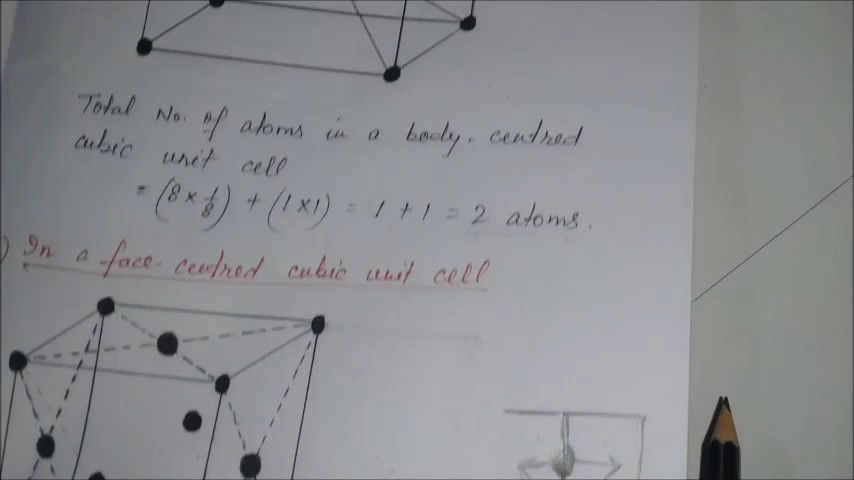 Total No. of atoms in a body-centred
cubic unit cell
= (8 × 1/8) + (1×1) = 1 + 1 = 2 atoms.
) In a face-centred cubic unit cell